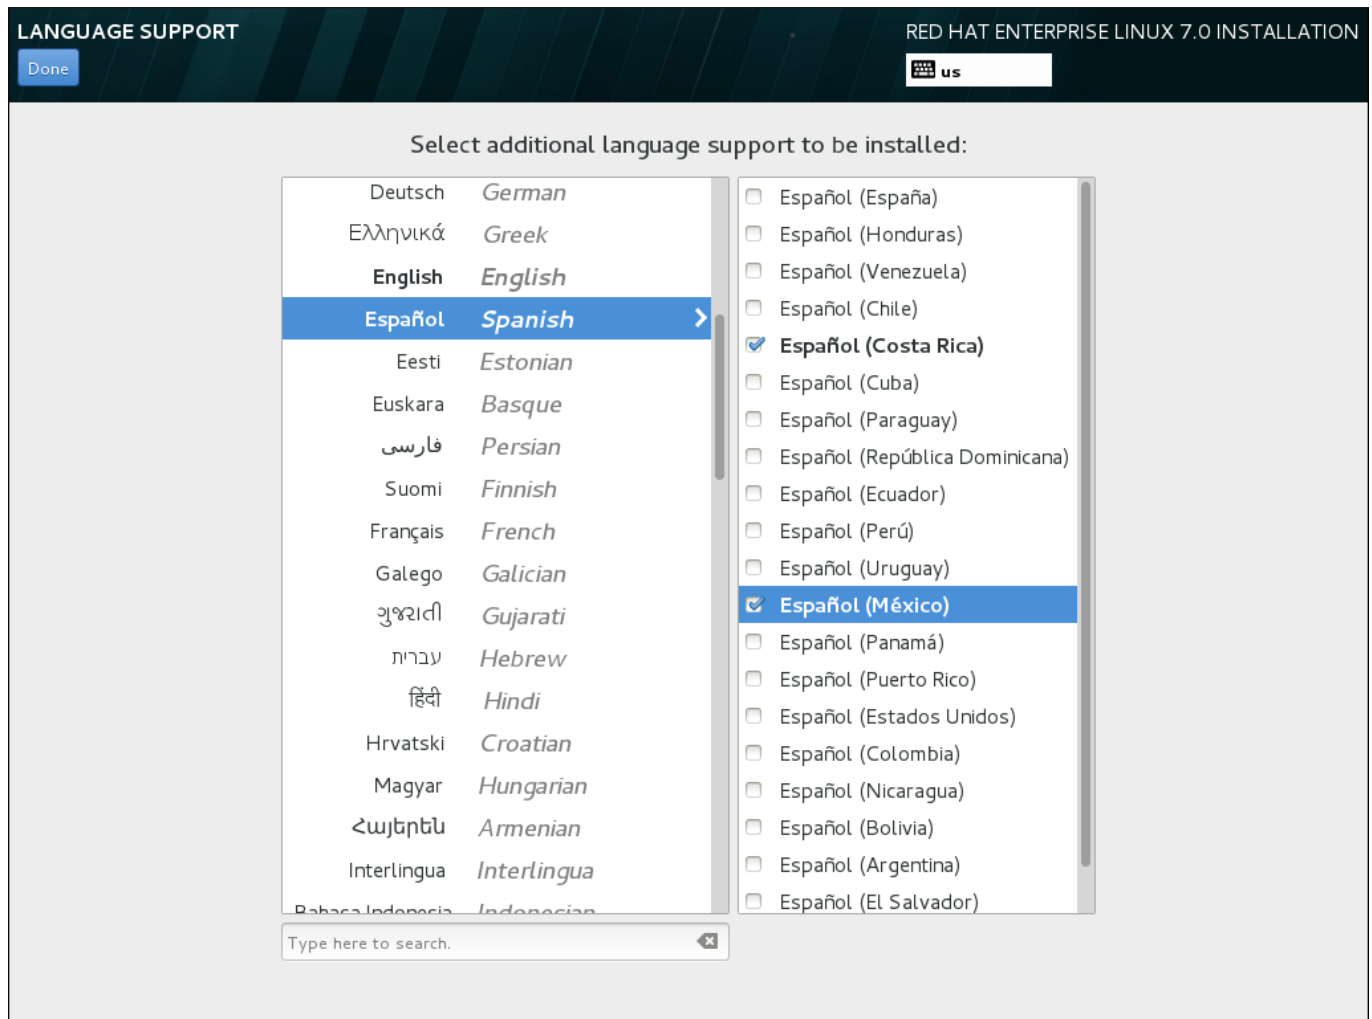 LANGUAGE SUPPORT
RED HAT ENTERPRISE LINUX 7.0 INSTALLATION
Done
us
Select additional language support to be installed:
Deutsch German
Ελληνικά Greek
English English
Español Spanish
Eesti Estonian
Euskara Basque
فارسی Persian
Suomi Finnish
Français French
Galego Galician
ગુજરાતી Gujarati
עברית Hebrew
हिंदी Hindi
Hrvatski Croatian
Magyar Hungarian
Հայերեն Armenian
Interlingua Interlingua
Bahasa Indonesia Indonesian
Español (España)
Español (Honduras)
Español (Venezuela)
Español (Chile)
Español (Costa Rica)
Español (Cuba)
Español (Paraguay)
Español (República Dominicana)
Español (Ecuador)
Español (Perú)
Español (Uruguay)
Español (México)
Español (Panamá)
Español (Puerto Rico)
Español (Estados Unidos)
Español (Colombia)
Español (Nicaragua)
Español (Bolivia)
Español (Argentina)
Español (El Salvador)
Type here to search.